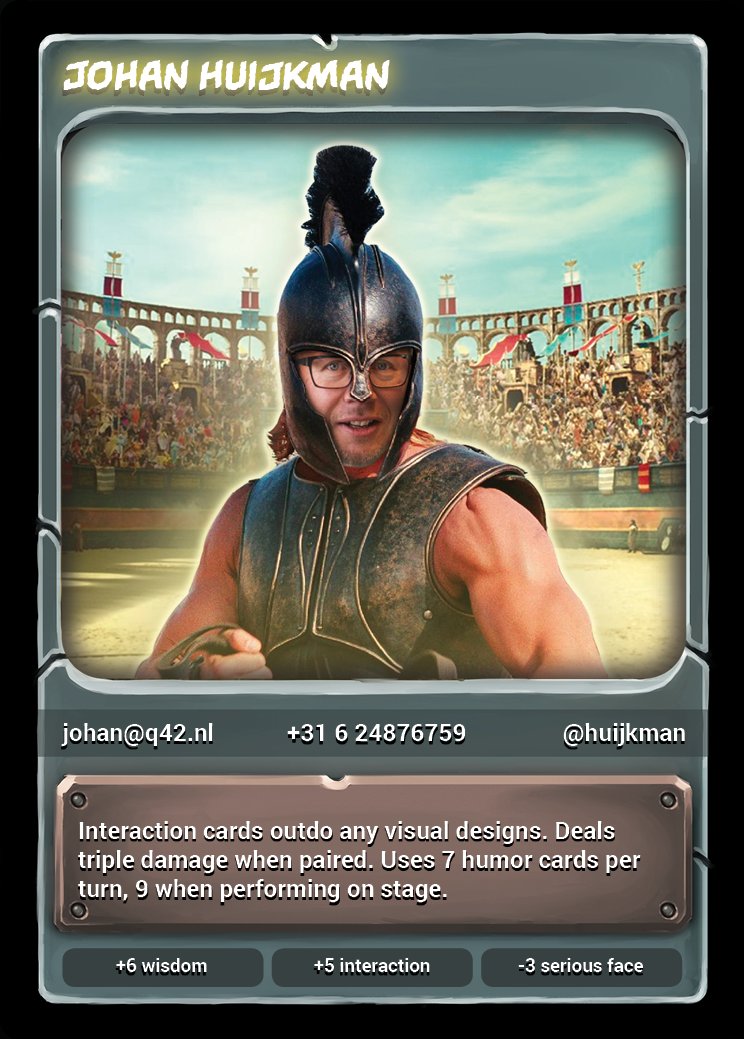 JOHAN HUIJKMAN
johan@q42.nl +31 6 24876759 @huijkman
Interaction cards outdo any visual designs. Deals
triple damage when paired. Uses 7 humor cards per
turn, 9 when performing on stage.
+6 wisdom +5 interaction -3 serious face